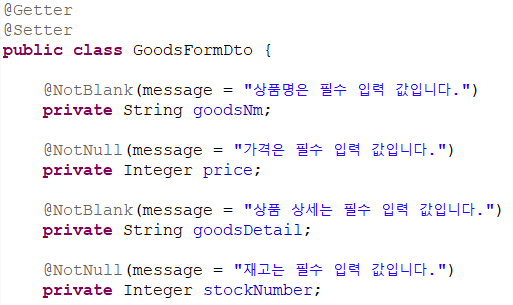 @Getter
@Setter
public class GoodsFormDto {
@NotBlank(message = "상품명은 필수 입력 값입니다.")
private String goodsNm;
@NotNull(message = "가격은 필수 입력 값입니다.")
private Integer price;
@NotBlank(message = "상품 상세는 필수 입력 값입니다.")
private String goodsDetail;
@NotNull(message = "재고는 필수 입력 값입니다.")
private Integer stockNumber;